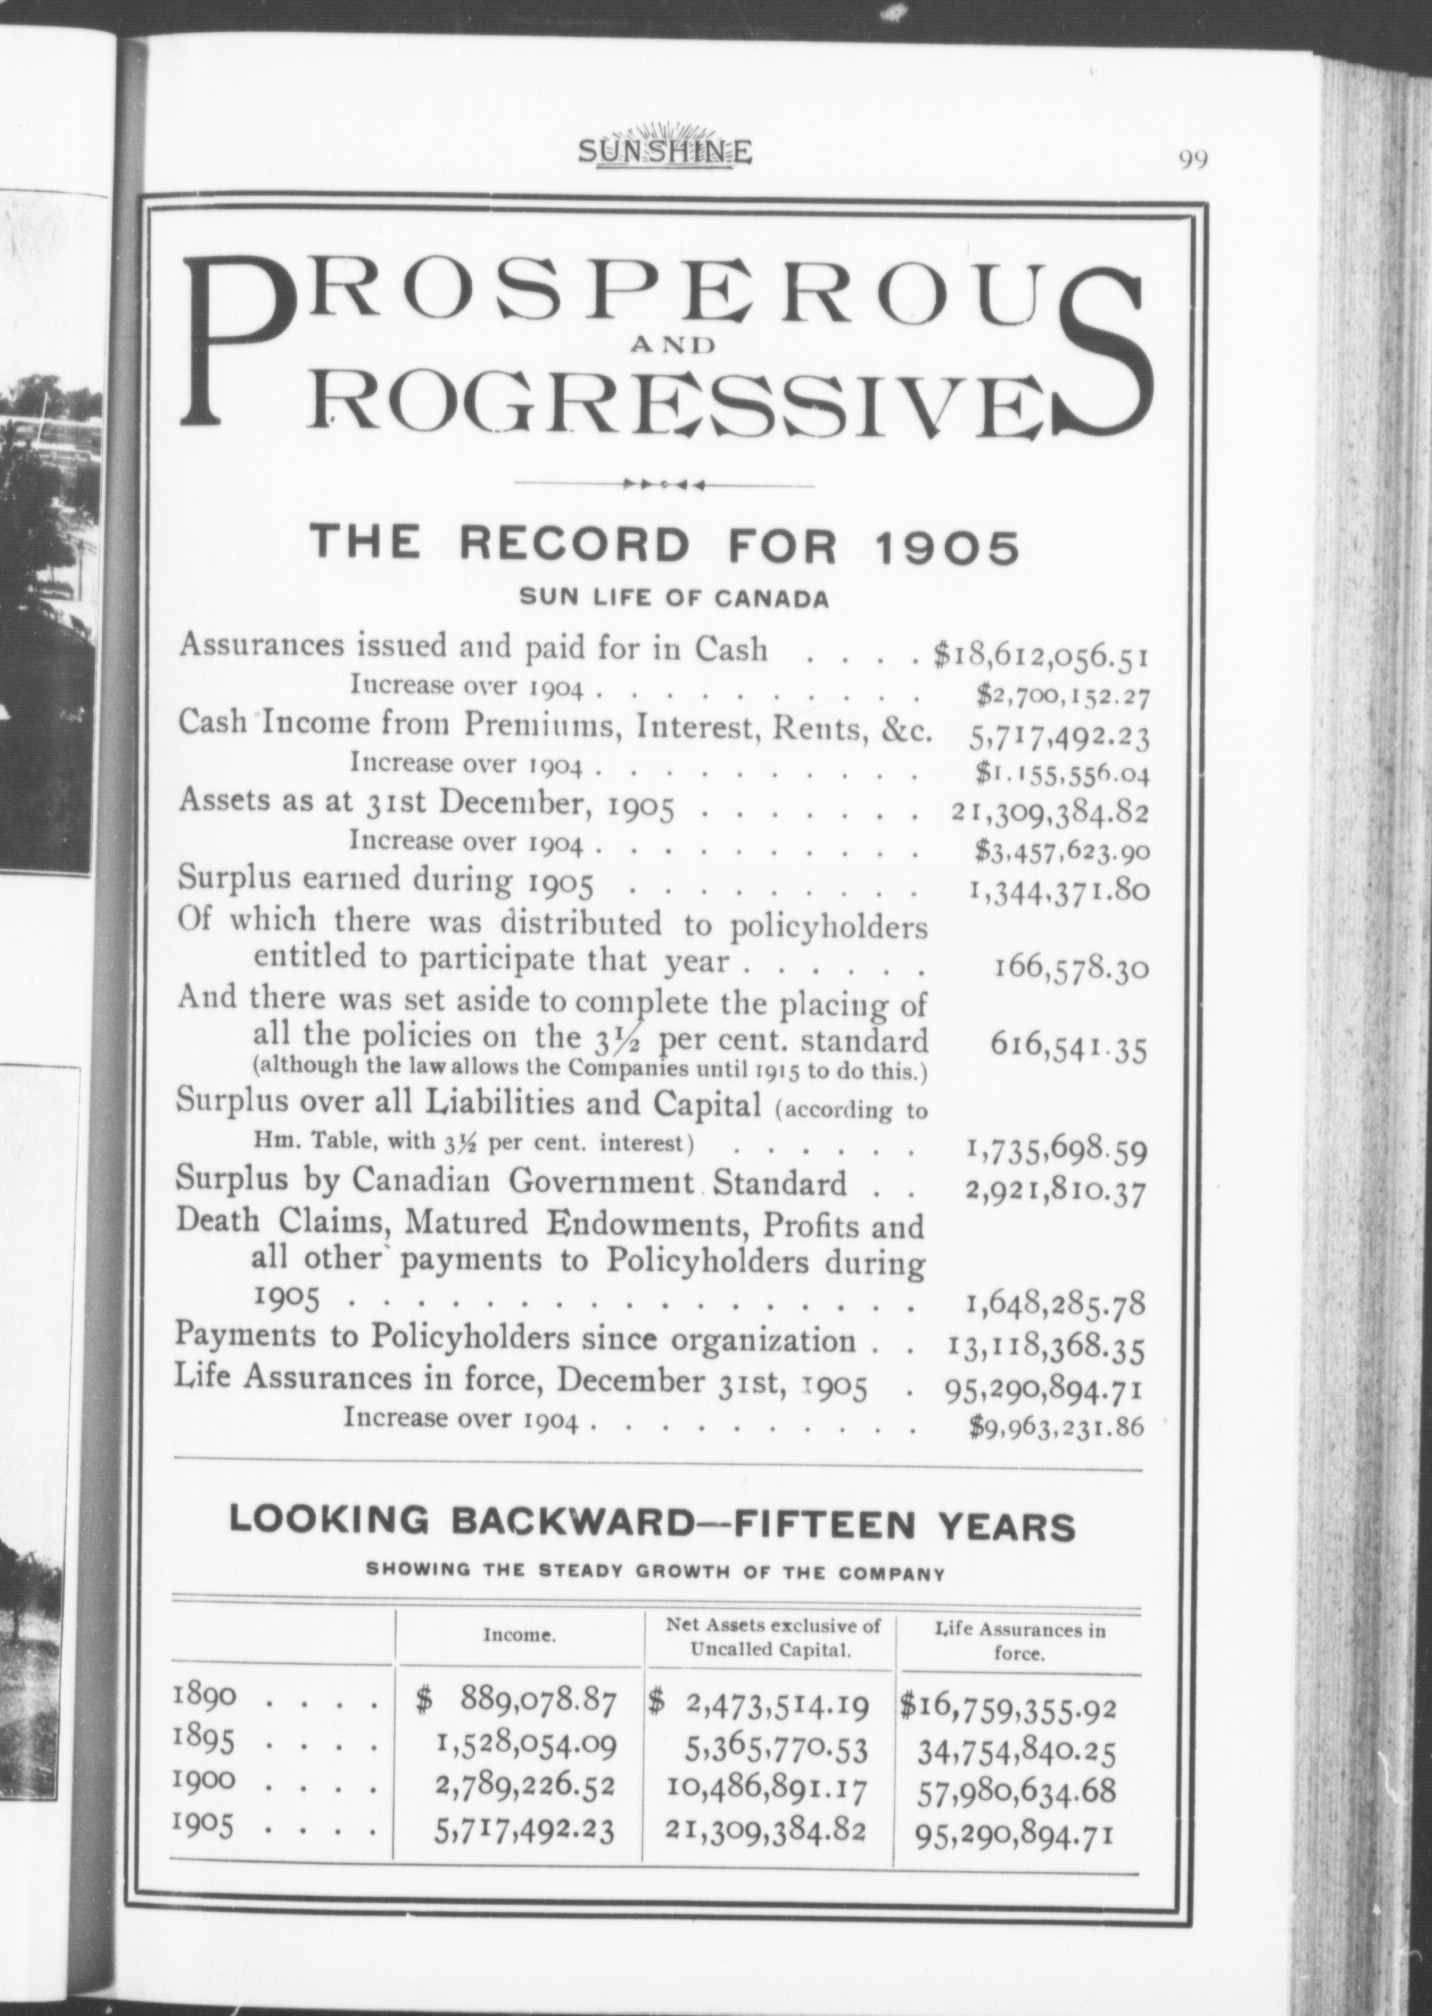 SUNSHINE
99
PROSPEROUS
AND
PROGRESSIVES
THE RECORD FOR 1905
SUN LIFE OF CANADA
Assurances issued and paid for in Cash . . . . $18,612,056.51
Increase over 1904 . . . . . . . . . . $2,700,152.27
Cash Income from Premiums, Interest, Rents, &c. 5,717,492.23
Increase over 1904 . . . . . . . . . . $1,155,556.04
Assets as at 31st December, 1905 . . . . . . . 21,309,384.82
Increase over 1904 . . . . . . . . . . $3,457,623.90
Surplus earned during 1905 . . . . . . . . . 1,344,371.80
Of which there was distributed to policyholders
entitled to participate that year . . . . . . 166,578.30
And there was set aside to complete the placing of
all the policies on the 3½ per cent. standard 616,541.35
(although the law allows the Companies until 1915 to do this.)
Surplus over all Liabilities and Capital (according to
Hm. Table, with 3½ per cent. interest) . . . . . . 1,735,698.59
Surplus by Canadian Government Standard . . 2,921,810.37
Death Claims, Matured Endowments, Profits and
all other payments to Policyholders during
1905 . . . . . . . . . . . . . . . . . 1,648,285.78
Payments to Policyholders since organization . . 13,118,368.35
Life Assurances in force, December 31st, 1905 . 95,290,894.71
Increase over 1904 . . . . . . . . . . $9,963,231.86
LOOKING BACKWARD—FIFTEEN YEARS
SHOWING THE STEADY GROWTH OF THE COMPANY
Income. Net Assets exclusive of Uncalled Capital. Life Assurances in force.
1890 . . . . $ 889,078.87 $ 2,473,514.19 $16,759,355.92
1895 . . . . 1,528,054.09 5,365,770.53 34,754,840.25
1900 . . . . 2,789,226.52 10,486,891.17 57,980,634.68
1905 . . . . 5,717,492.23 21,309,384.82 95,290,894.71